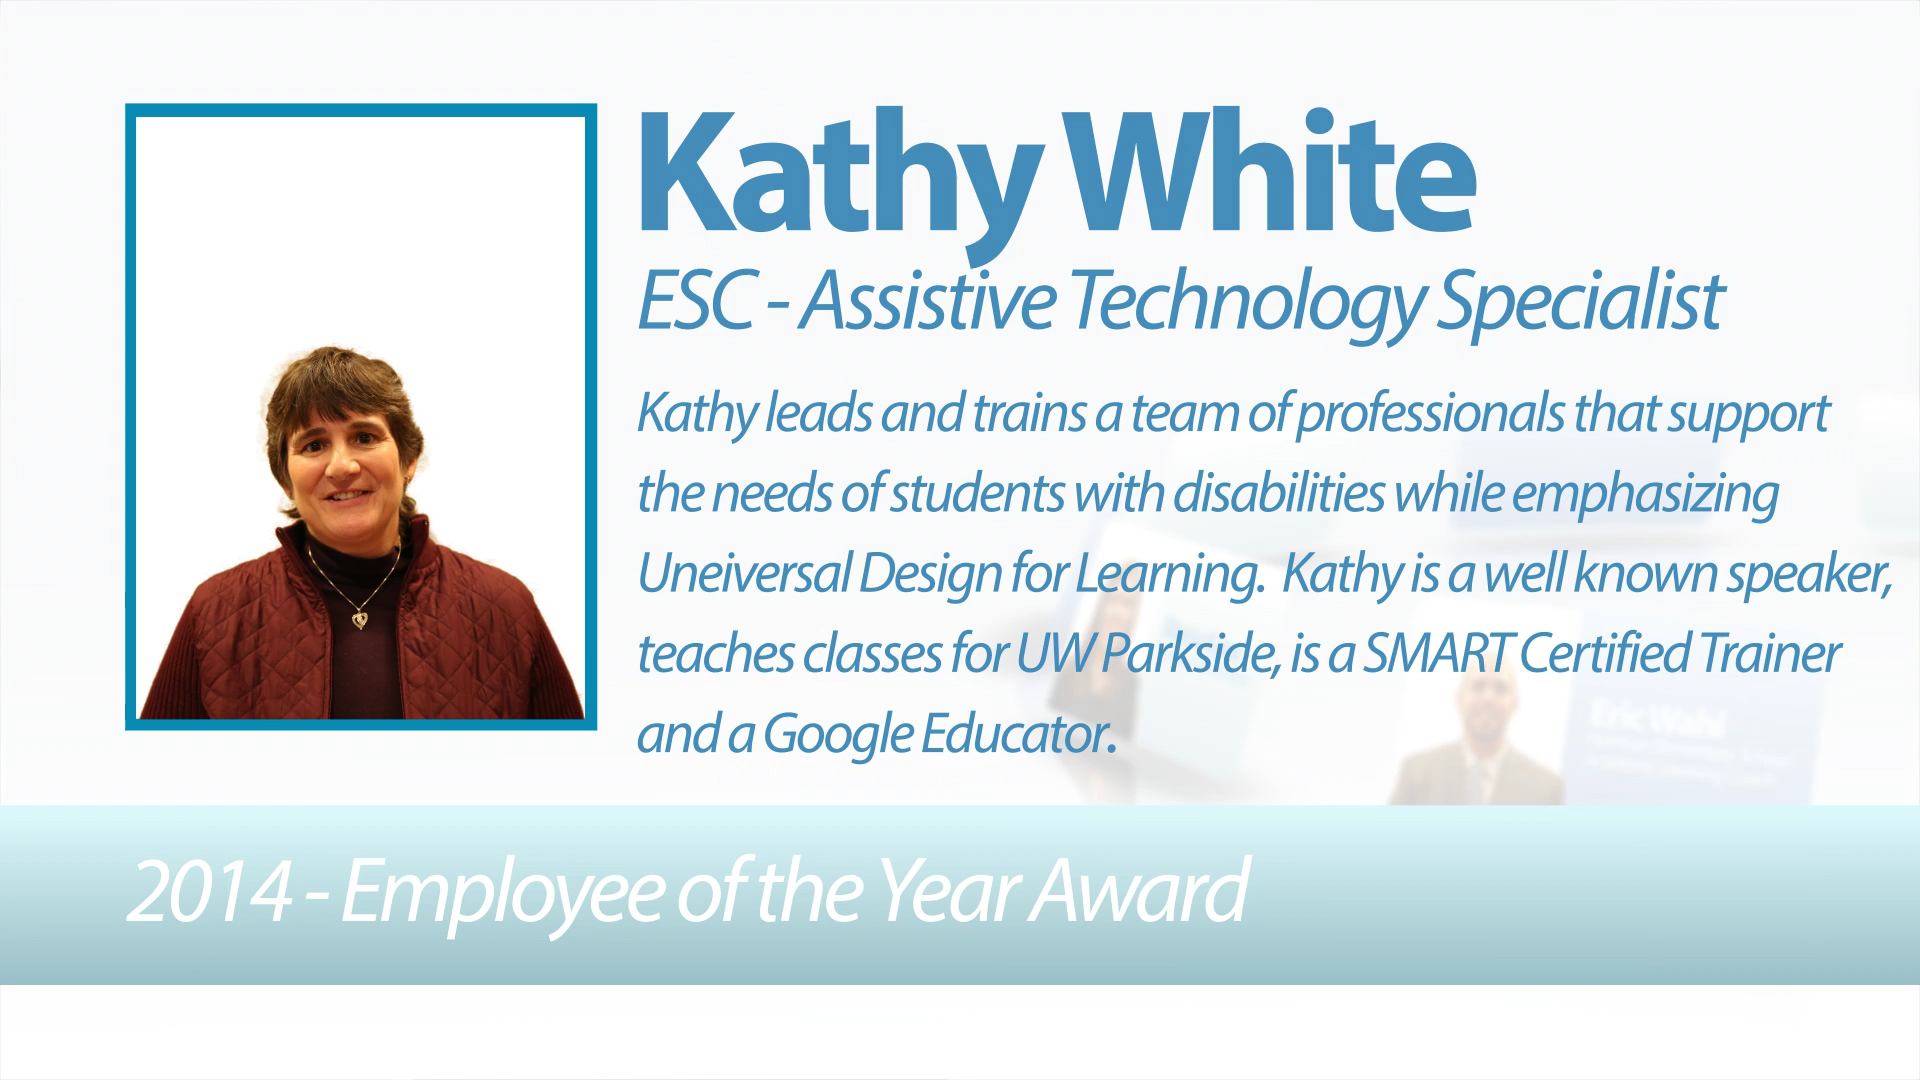 Kathy White
ESC - Assistive Technology Specialist
Kathy leads and trains a team of professionals that support
the needs of students with disabilities while emphasizing
Uneiversal Design for Learning.  Kathy is a well known speaker,
teaches classes for UW Parkside, is a SMART Certified Trainer
and a Google Educator.
Eric Wahl
2014 - Employee of the Year Award